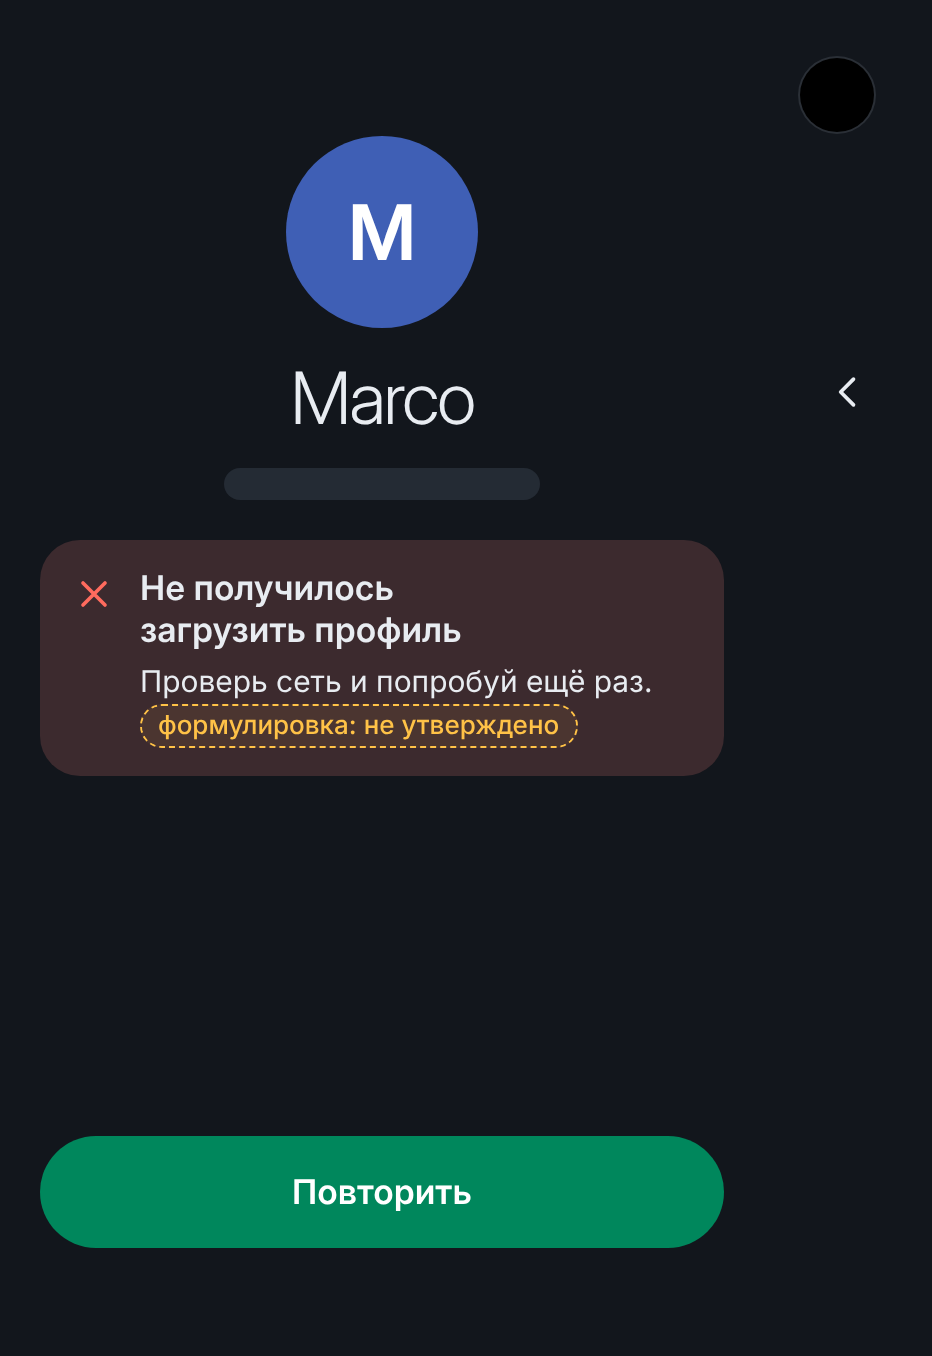 M
Marco
Не получилось
загрузить профиль
Проверь сеть и попробуй ещё раз.
формулировка: не утверждено
Повторить